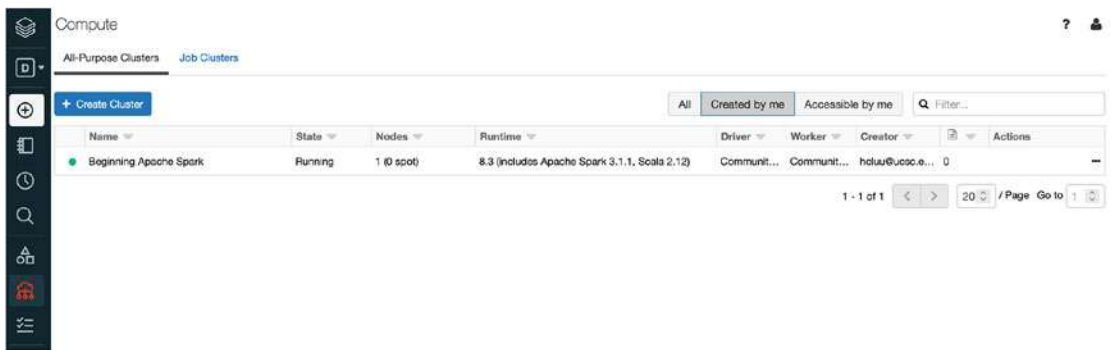 Compute
?
D
All-Purpose Clusters Job Clusters
+ Create Cluster All Created by me Accessible by me Filter...
Name State Nodes Runtime Driver Worker Creator Actions
Beginning Apache Spark Running 1 (0 spot) 8.3 (includes Apache Spark 3.1.1, Scala 2.12) Communit... Communit... hcluu@ucsc.e... 0 ...
1 - 1 of 1 < > 20 / Page Go to 1